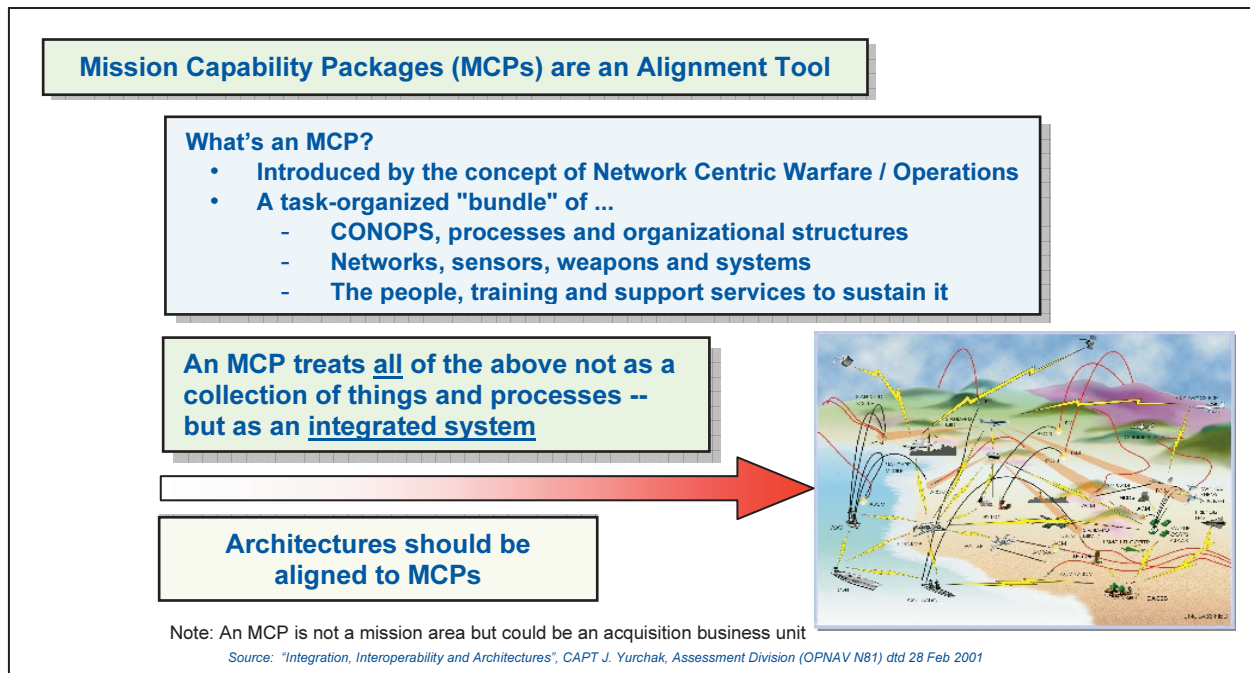 Mission Capability Packages (MCPs) are an Alignment Tool
What's an MCP?
• Introduced by the concept of Network Centric Warfare / Operations
• A task-organized "bundle" of ...
- CONOPS, processes and organizational structures
- Networks, sensors, weapons and systems
- The people, training and support services to sustain it
An MCP treats all of the above not as a
collection of things and processes --
but as an integrated system
Architectures should be
aligned to MCPs
UNCLASSIFIED
Note: An MCP is not a mission area but could be an acquisition business unit
Source: “Integration, Interoperability and Architectures”, CAPT J. Yurchak, Assessment Division (OPNAV N81) dtd 28 Feb 2001